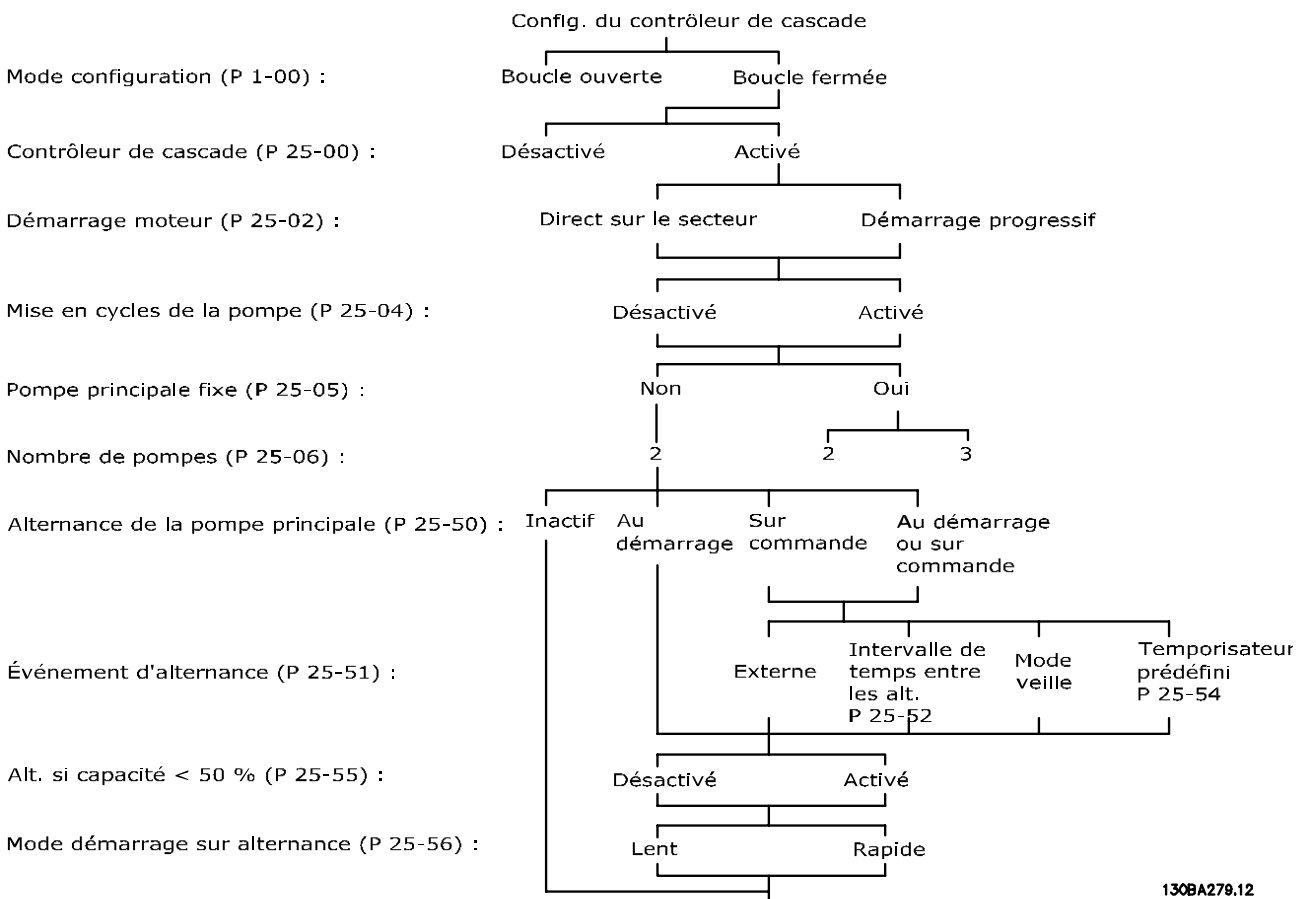 Config. du contrôleur de cascade
Mode configuration (P 1-00) : Boucle ouverte Boucle fermée
Contrôleur de cascade (P 25-00) : Désactivé Activé
Démarrage moteur (P 25-02) : Direct sur le secteur Démarrage progressif
Mise en cycles de la pompe (P 25-04) : Désactivé Activé
Pompe principale fixe (P 25-05) : Non Oui
Nombre de pompes (P 25-06) : 2 2 3
Alternance de la pompe principale (P 25-50) : Inactif
Au
démarrage
Sur
commande
Au démarrage
ou sur
commande
Événement d'alternance (P 25-51) : Externe
Intervalle de
temps entre
les alt.
P 25-52
Mode
veille
Temporisateur
prédéfini
P 25-54
Alt. si capacité < 50 % (P 25-55) : Désactivé Activé
Mode démarrage sur alternance (P 25-56) : Lent Rapide
130BA279.12